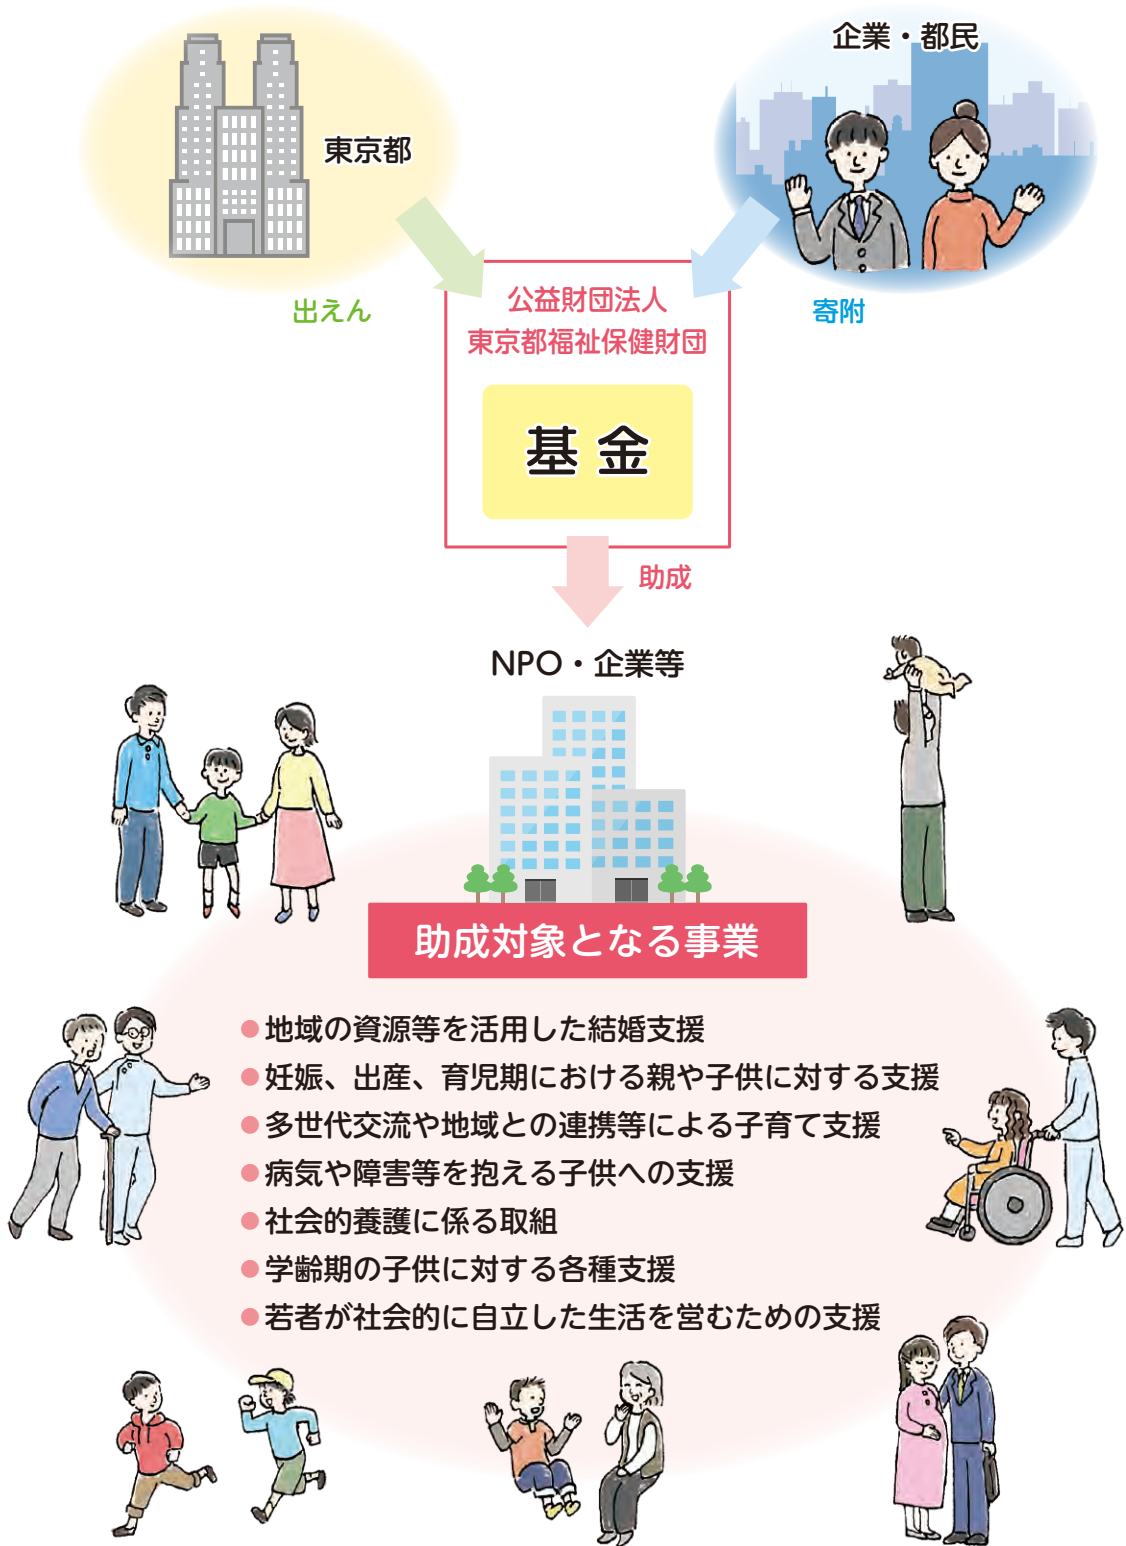 企業・都民
東京都
出えん
寄附
公益財団法人
東京都福祉保健財団
基金
助成
NPO・企業等
助成対象となる事業
●地域の資源等を活用した結婚支援
●妊娠、出産、育児期における親や子供に対する支援
●多世代交流や地域との連携等による子育て支援
●病気や障害等を抱える子供への支援
●社会的養護に係る取組
●学齢期の子供に対する各種支援
●若者が社会的に自立した生活を営むための支援